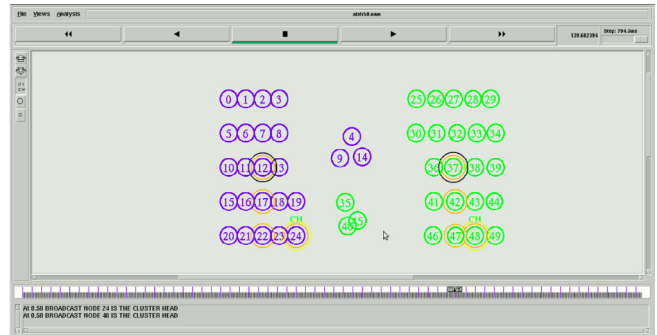 File Views Analysis
139.602394 Step: 794.3ms
0 1 2 3 25 26 27 28 29
5 6 7 8 4 30 31 32 33 34
9 14
10 11 12 13 36 37 38 39
15 16 17 18 19 35 41 42 43 44
CH CH
45
20 21 22 23 24 40 46 47 48 49
At 0.50 BROADCAST NODE 24 IS THE CLUSTER HEAD
At 0.50 BROADCAST NODE 48 IS THE CLUSTER HEAD